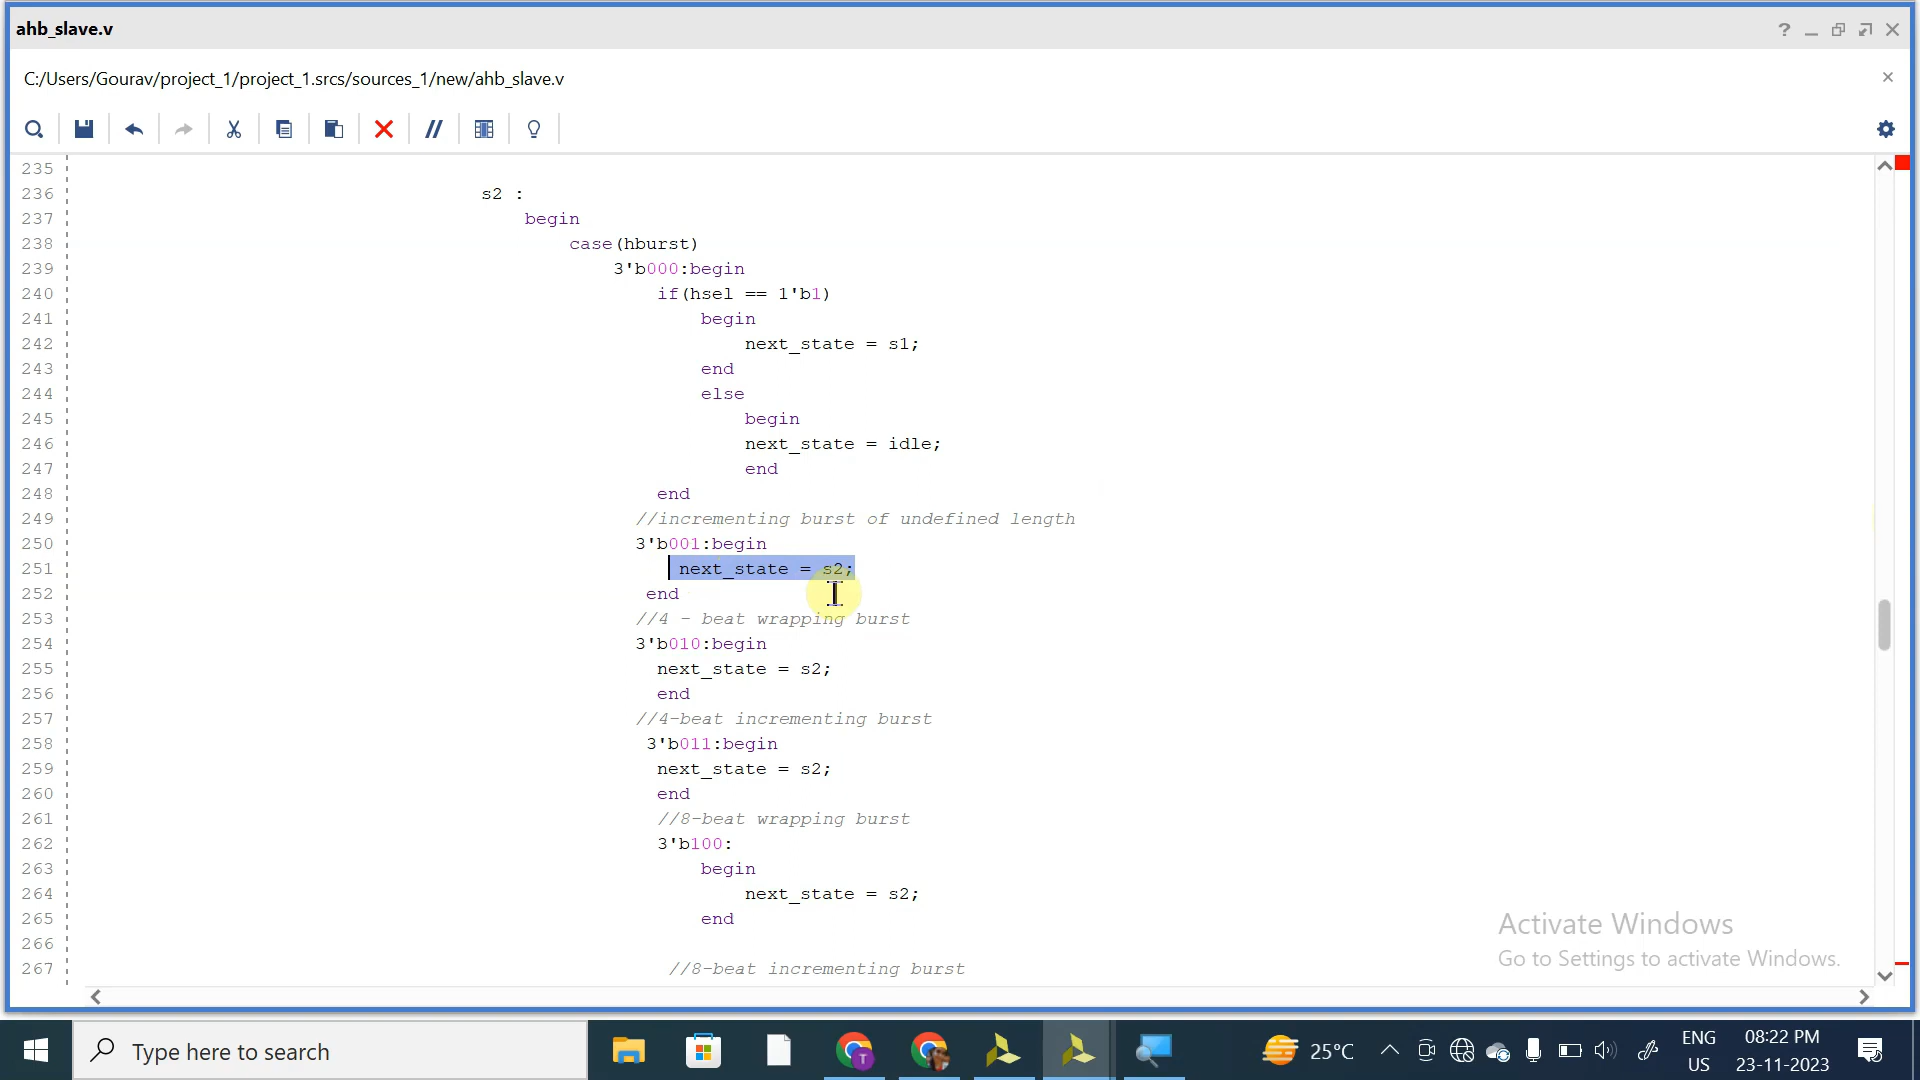 ahb_slave.v
C:/Users/Gourav/project_1/project_1.srcs/sources_1/new/ahb_slave.v
235
236 s2 :
237 begin
238 case(hburst)
239 3'b000:begin
240 if(hsel == 1'b1)
241 begin
242 next_state = s1;
243 end
244 else
245 begin
246 next_state = idle;
247 end
248 end
249 //incrementing burst of undefined length
250 3'b001:begin
251 next_state = s2;
252 end
253 //4 - beat wrapping burst
254 3'b010:begin
255 next_state = s2;
256 end
257 //4-beat incrementing burst
258 3'b011:begin
259 next_state = s2;
260 end
261 //8-beat wrapping burst
262 3'b100:
263 begin
264 next_state = s2;
265 end
266
267 //8-beat incrementing burst
Activate Windows
Go to Settings to activate Windows.
Type here to search
T
25°C
ENG
US
08:22 PM
23-11-2023